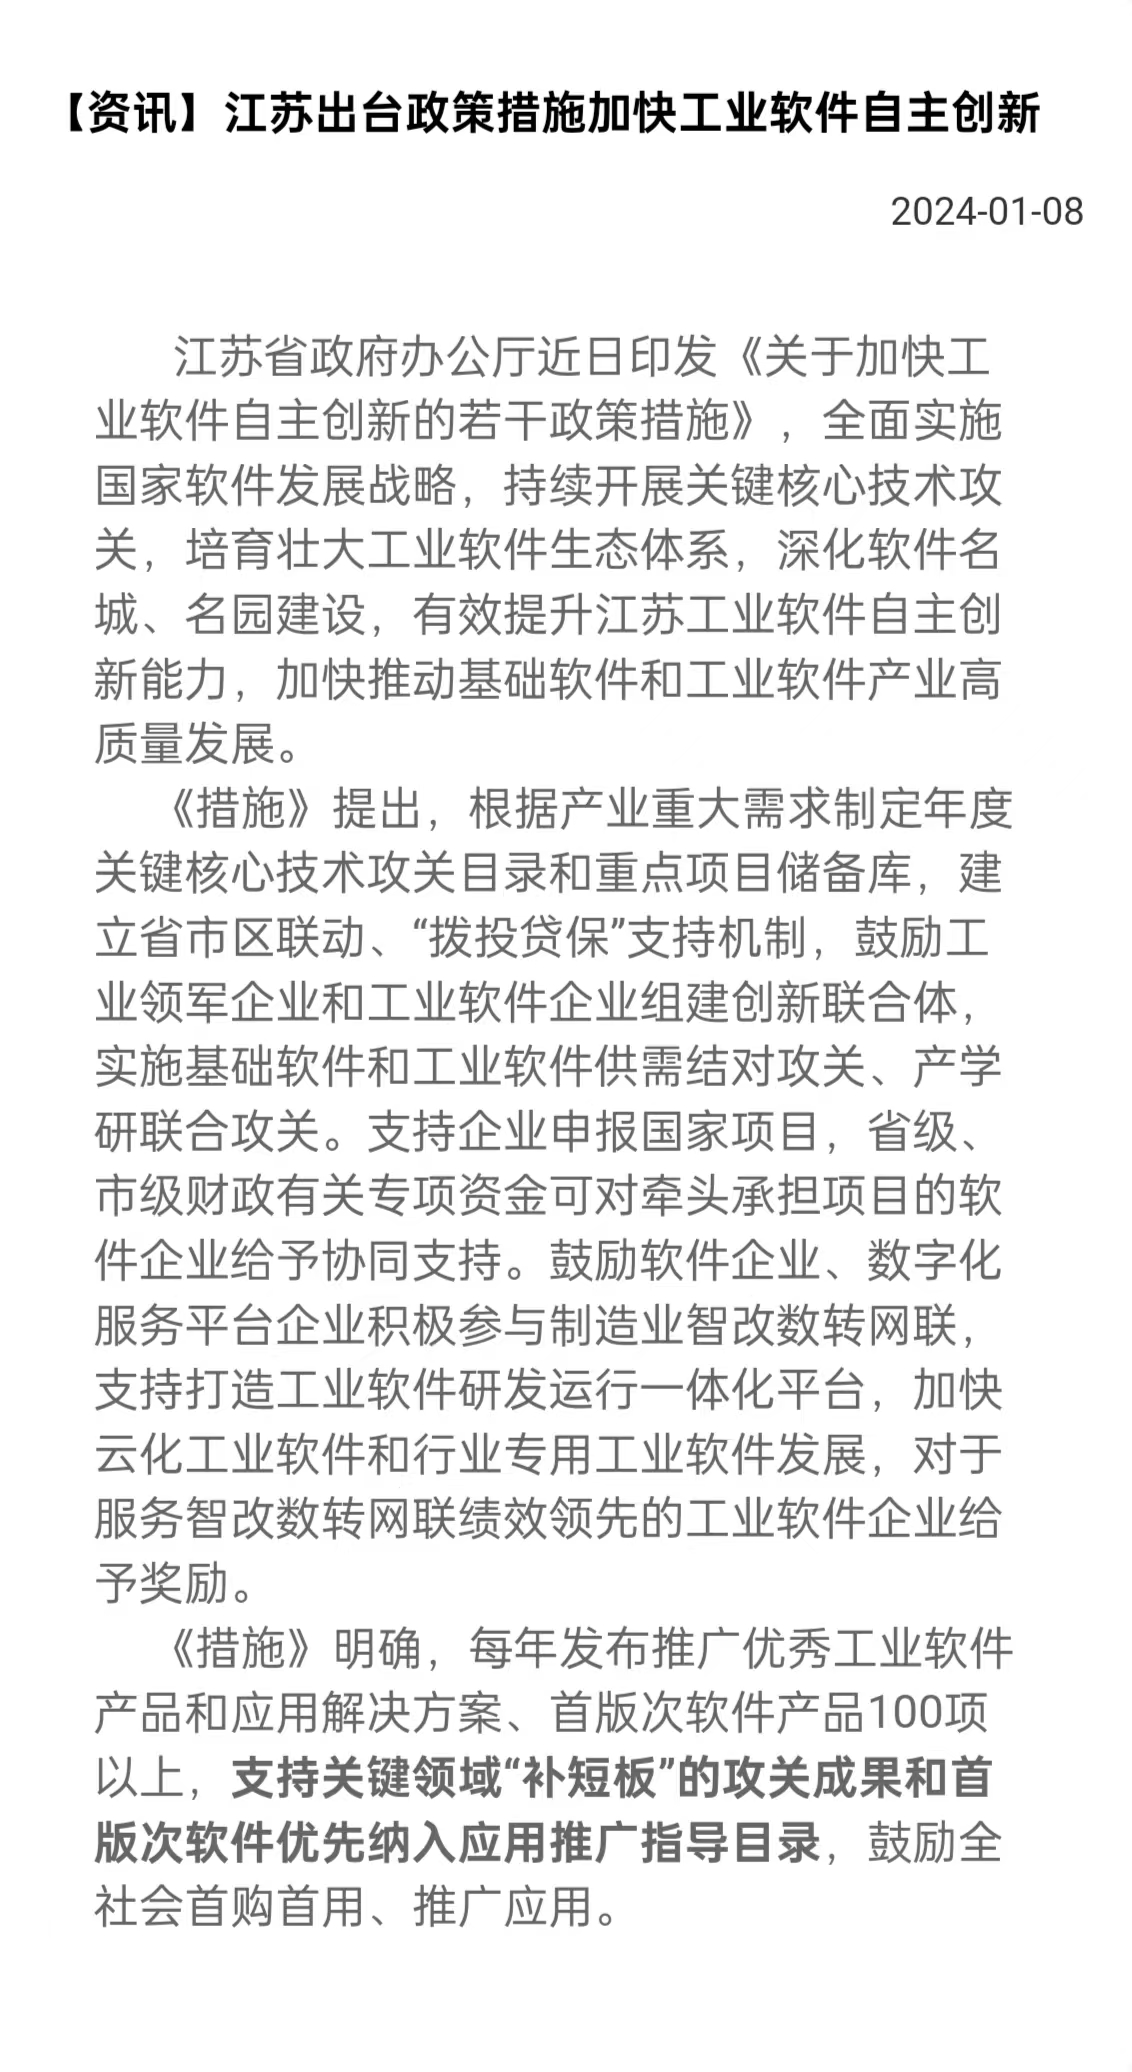 【资讯】江苏出台政策措施加快工业软件自主创新
2024-01-08
江苏省政府办公厅近日印发《关于加快工
业软件自主创新的若干政策措施》，全面实施
国家软件发展战略，持续开展关键核心技术攻
关，培育壮大工业软件生态体系，深化软件名
城、名园建设，有效提升江苏工业软件自主创
新能力，加快推动基础软件和工业软件产业高
质量发展。
《措施》提出，根据产业重大需求制定年度
关键核心技术攻关目录和重点项目储备库，建
立省市区联动、“拨投贷保”支持机制，鼓励工
业领军企业和工业软件企业组建创新联合体，
实施基础软件和工业软件供需结对攻关、产学
研联合攻关。支持企业申报国家项目，省级、
市级财政有关专项资金可对牵头承担项目的软
件企业给予协同支持。鼓励软件企业、数字化
服务平台企业积极参与制造业智改数转网联，
支持打造工业软件研发运行一体化平台，加快
云化工业软件和行业专用工业软件发展，对于
服务智改数转网联绩效领先的工业软件企业给
予奖励。
《措施》明确，每年发布推广优秀工业软件
产品和应用解决方案、首版次软件产品100项
以上，支持关键领域“补短板”的攻关成果和首
版次软件优先纳入应用推广指导目录，鼓励全
社会首购首用、推广应用。